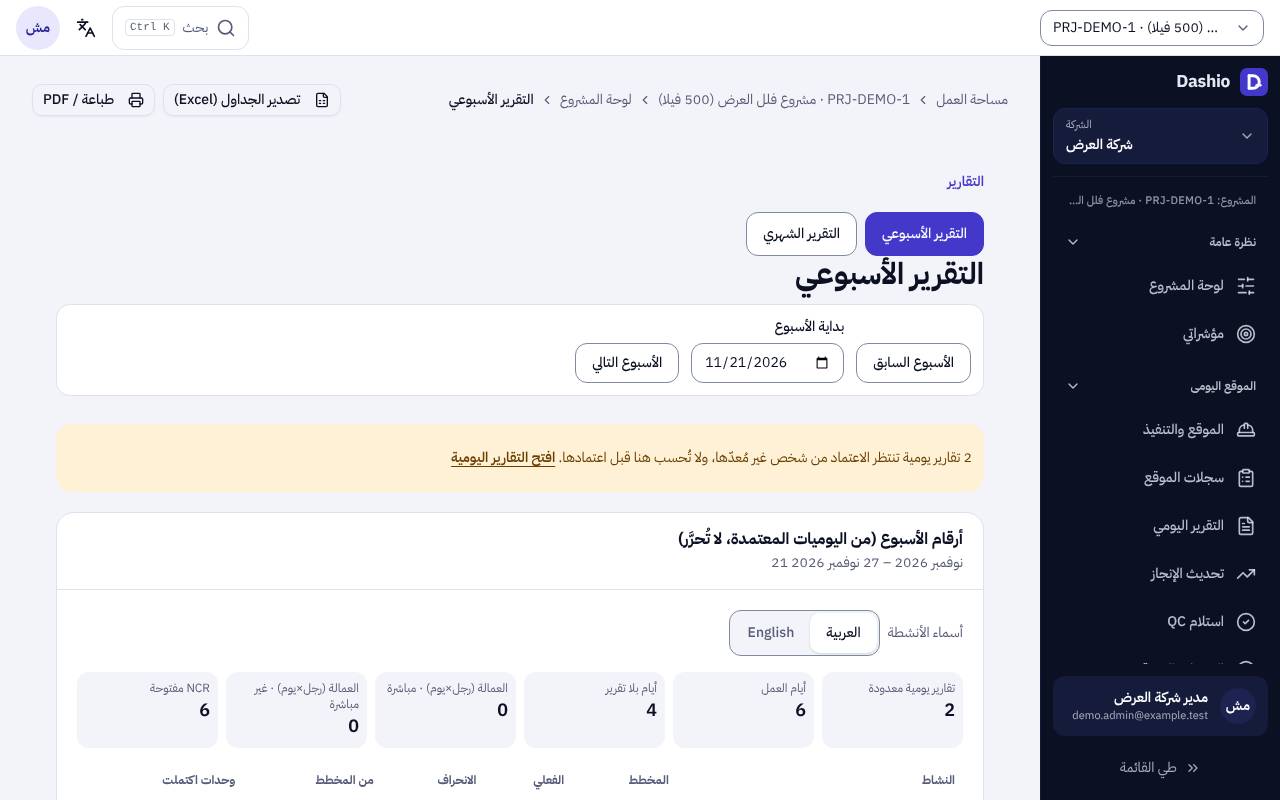 PRJ-DEMO-1 · (500 فيلا) ...
بحث Ctrl K
مش
Dashio
الشركة
شركة العرض
المشروع: PRJ-DEMO-1 · مشروع فلل الـ...
نظرة عامة
لوحة المشروع
مؤشراتي
الموقع اليومي
الموقع والتنفيذ
سجلات الموقع
التقرير اليومي
تحديث الإنجاز
استلام QC
مش
مدير شركة العرض
demo.admin@example.test
طي القائمة
مساحة العمل
PRJ-DEMO-1 · مشروع فلل العرض (500 فيلا)
لوحة المشروع
التقرير الأسبوعي
تصدير الجداول (Excel)
طباعة / PDF
التقارير
التقرير الأسبوعي
التقرير الشهري
التقرير الأسبوعي
بداية الأسبوع
الأسبوع السابق
11/21/2026
الأسبوع التالي
2 تقارير يومية تنتظر الاعتماد من شخص غير مُعدّها، ولا تُحسب هنا قبل اعتمادها. افتح التقارير اليومية
أرقام الأسبوع (من اليوميات المعتمدة، لا تُحرَّر)
21 نوفمبر 2026 – 27 نوفمبر 2026
أسماء الأنشطة
العربية
English
تقارير يومية معدودة
2
أيام العمل
6
أيام بلا تقرير
4
العمالة (رجل×يوم) · مباشرة
0
العمالة (رجل×يوم) · غير
مباشرة
0
NCR مفتوحة
6
النشاط
المخطط
الفعلي
الانحراف
من المخطط
وحدات اكتملت